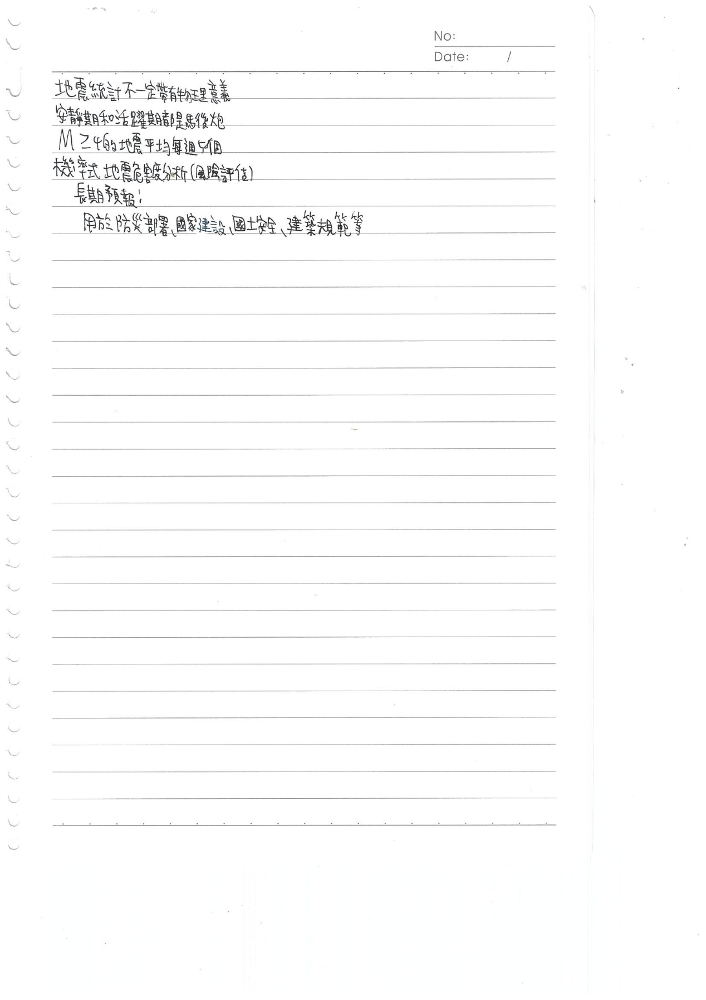 No:
Date: /
地震統計不一定帶有物理意義
安靜期和活躍期都是馬後炮
M≥4的地震平均每週5個
機率式地震危害度分析(風險評估)
長期預報:
用於防災部署、國家建設、國土安全、建築規範等